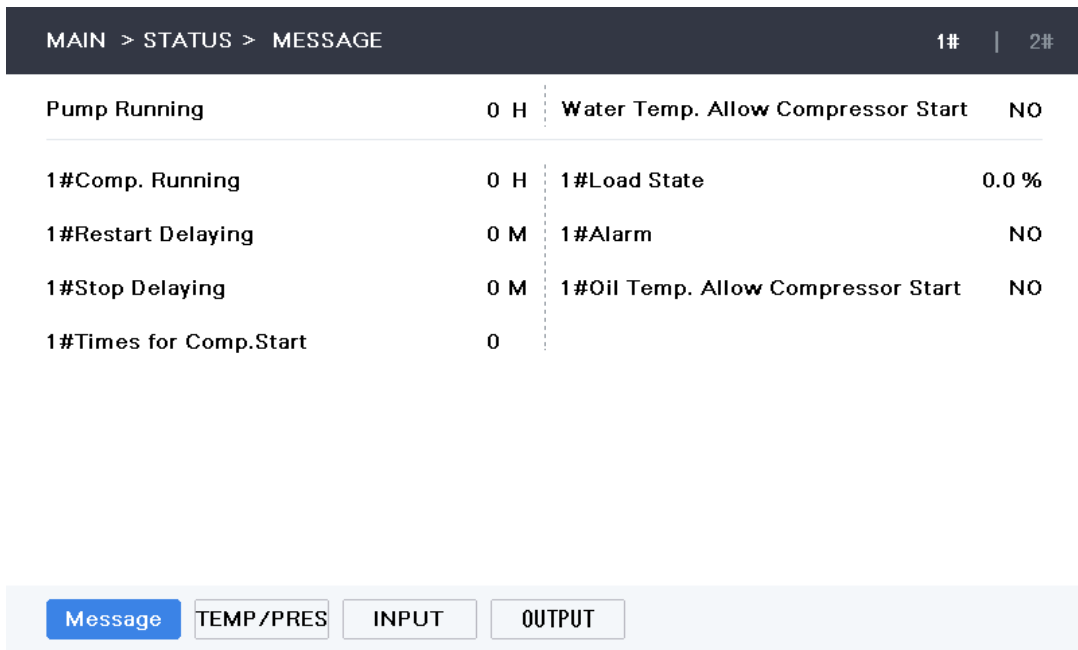 MAIN > STATUS > MESSAGE 1# | 2#
Pump Running 0 H Water Temp. Allow Compressor Start NO
1#Comp. Running 0 H 1#Load State 0.0 %
1#Restart Delaying 0 M 1#Alarm NO
1#Stop Delaying 0 M 1#Oil Temp. Allow Compressor Start NO
1#Times for Comp.Start 0
Message TEMP/PRES INPUT OUTPUT